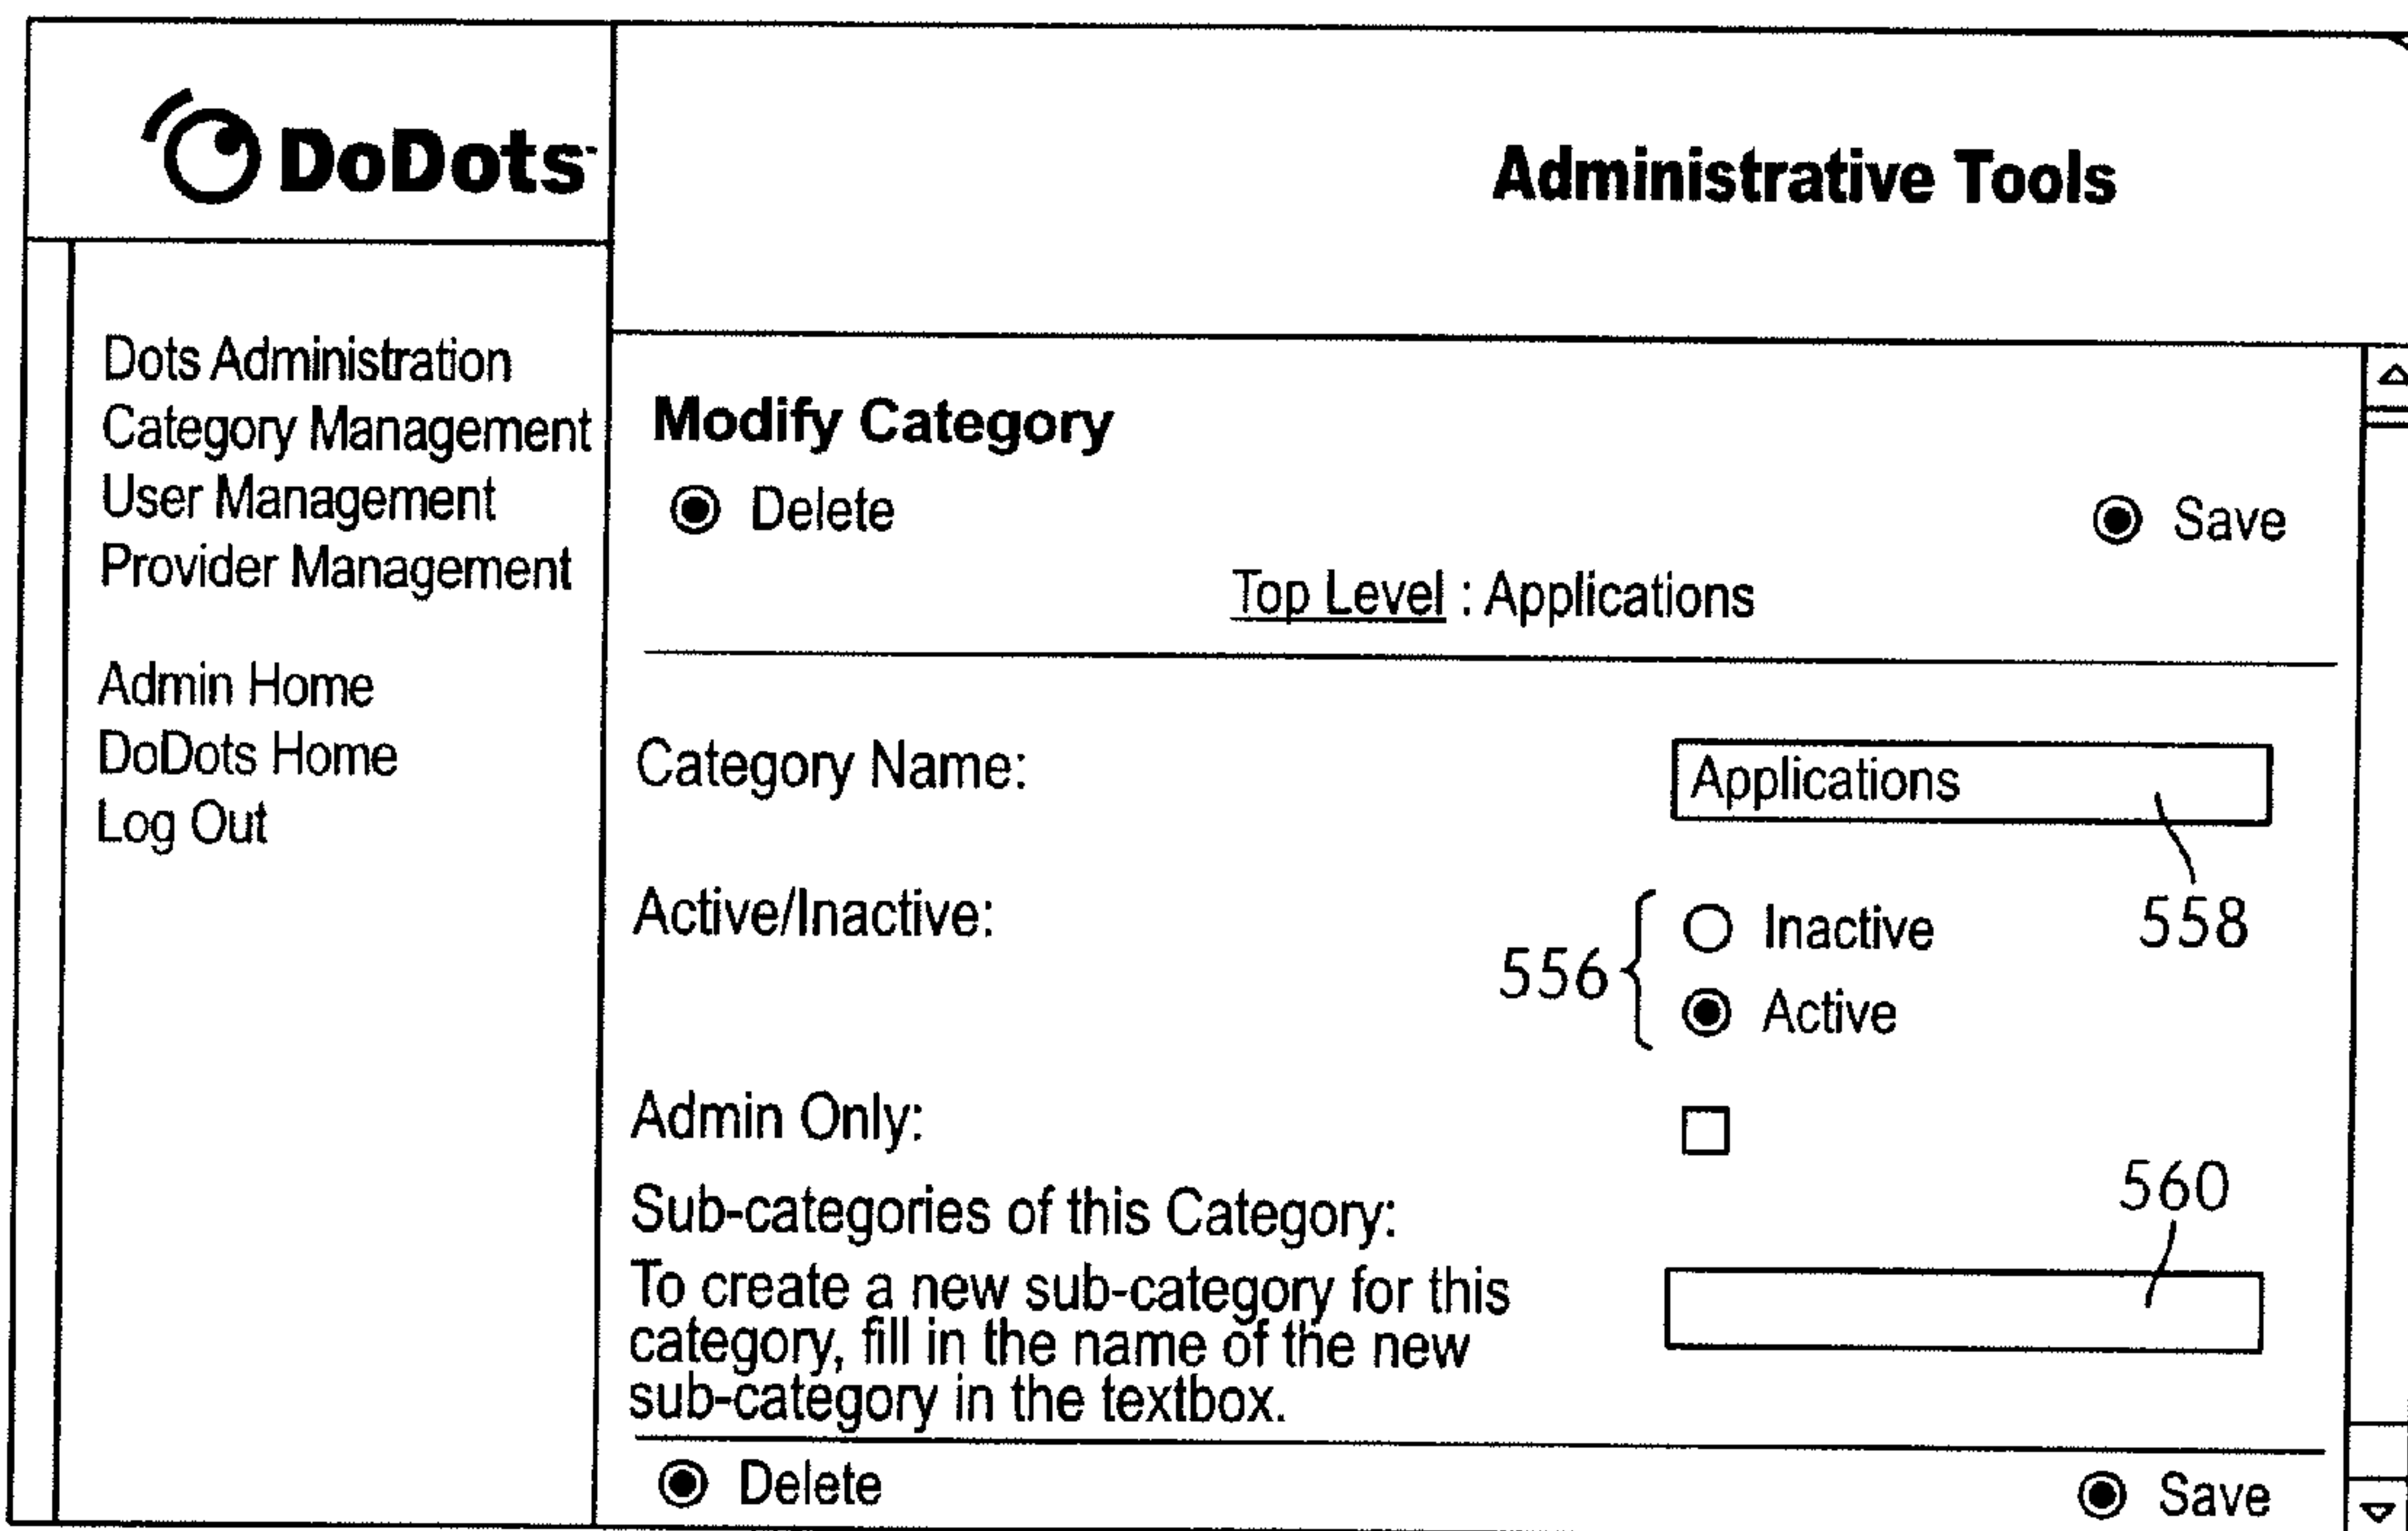 DoDots
Administrative Tools
Dots Administration
Category Management
User Management
Provider Management
Admin Home
DoDots Home
Log Out
Modify Category
Delete
Save
Top Level : Applications
Category Name:
Applications
558
Active/Inactive:
556
Inactive
Active
Admin Only:
Sub-categories of this Category:
560
To create a new sub-category for this
category, fill in the name of the new
sub-category in the textbox.
Delete
Save